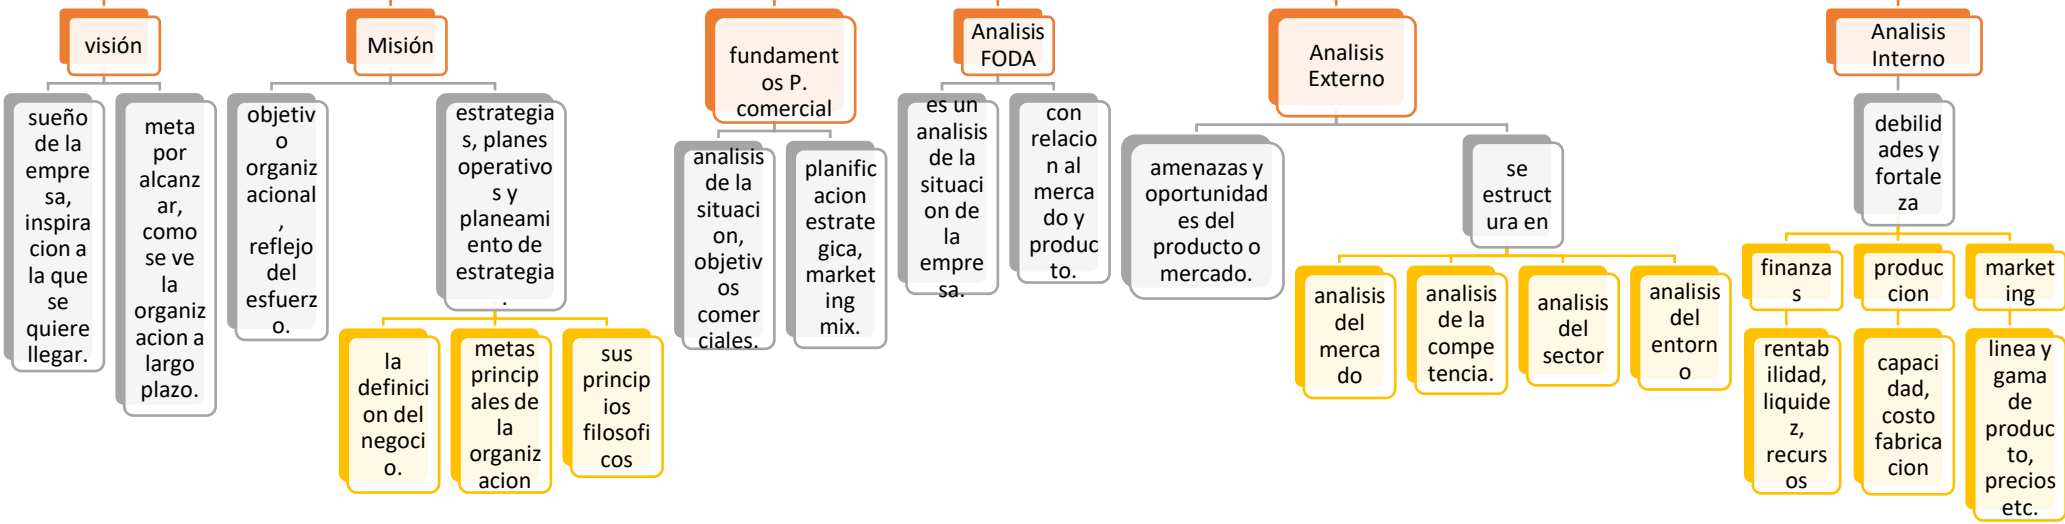 visión
sueño
de la
empre
sa,
inspira
cion a
la que
se
quiere
llegar.
meta
por
alcanz
ar,
como
se ve
la
organiz
acion a
largo
plazo.
Misión
objetiv
o
organiz
acional
,
reflejo
del
esfuerz
o.
estrategia
s, planes
operativo
s y
planeami
ento de
estrategia
.
la
definici
on del
negoci
o.
metas
princip
ales de
la
organiz
acion
sus
princip
ios
filosofi
cos
fundament
os P.
comercial
analisis
de la
situaci
on,
objetiv
os
comer
ciales.
planific
acion
estrate
gica,
market
ing
mix.
Analisis
FODA
es un
analisis
de la
situaci
on de
la
empre
sa.
con
relacio
n al
merca
do y
produc
to.
Analisis
Externo
amenazas y
oportunidad
es del
producto o
mercado.
se
estruct
ura en
analisis
del
merca
do
analisis
de la
compe
tencia.
analisis
del
sector
analisis
del
entorn
o
Analisis
Interno
debilid
ades y
fortale
za
finanza
s
rentab
ilidad,
liquide
z,
recurs
os
produc
cion
capaci
dad,
costo
fabrica
cion
market
ing
linea y
gama
de
produc
to,
precios
etc.